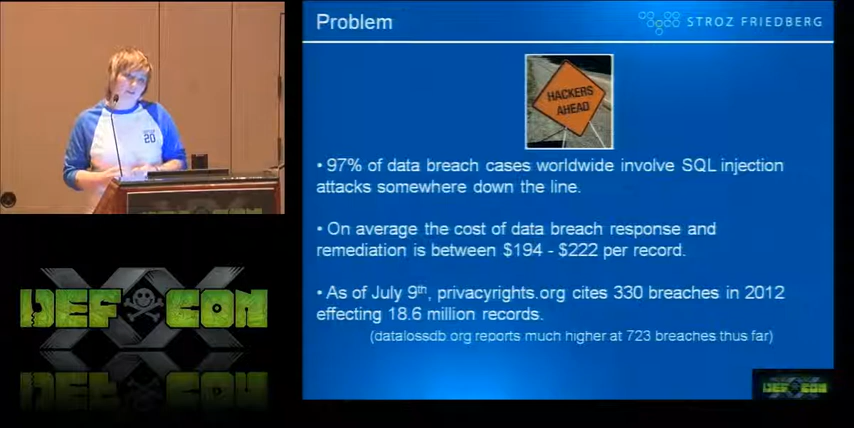 Problem
STROZ FRIEDBERG
HACKERS
AHEAD
• 97% of data breach cases worldwide involve SQL injection
attacks somewhere down the line.
• On average the cost of data breach response and
remediation is between $194 - $222 per record.
• As of July 9th, privacyrights.org cites 330 breaches in 2012
effecting 18.6 million records.
(datalossdb.org reports much higher at 723 breaches thus far)
20
DEF CON
XX
DEF CON